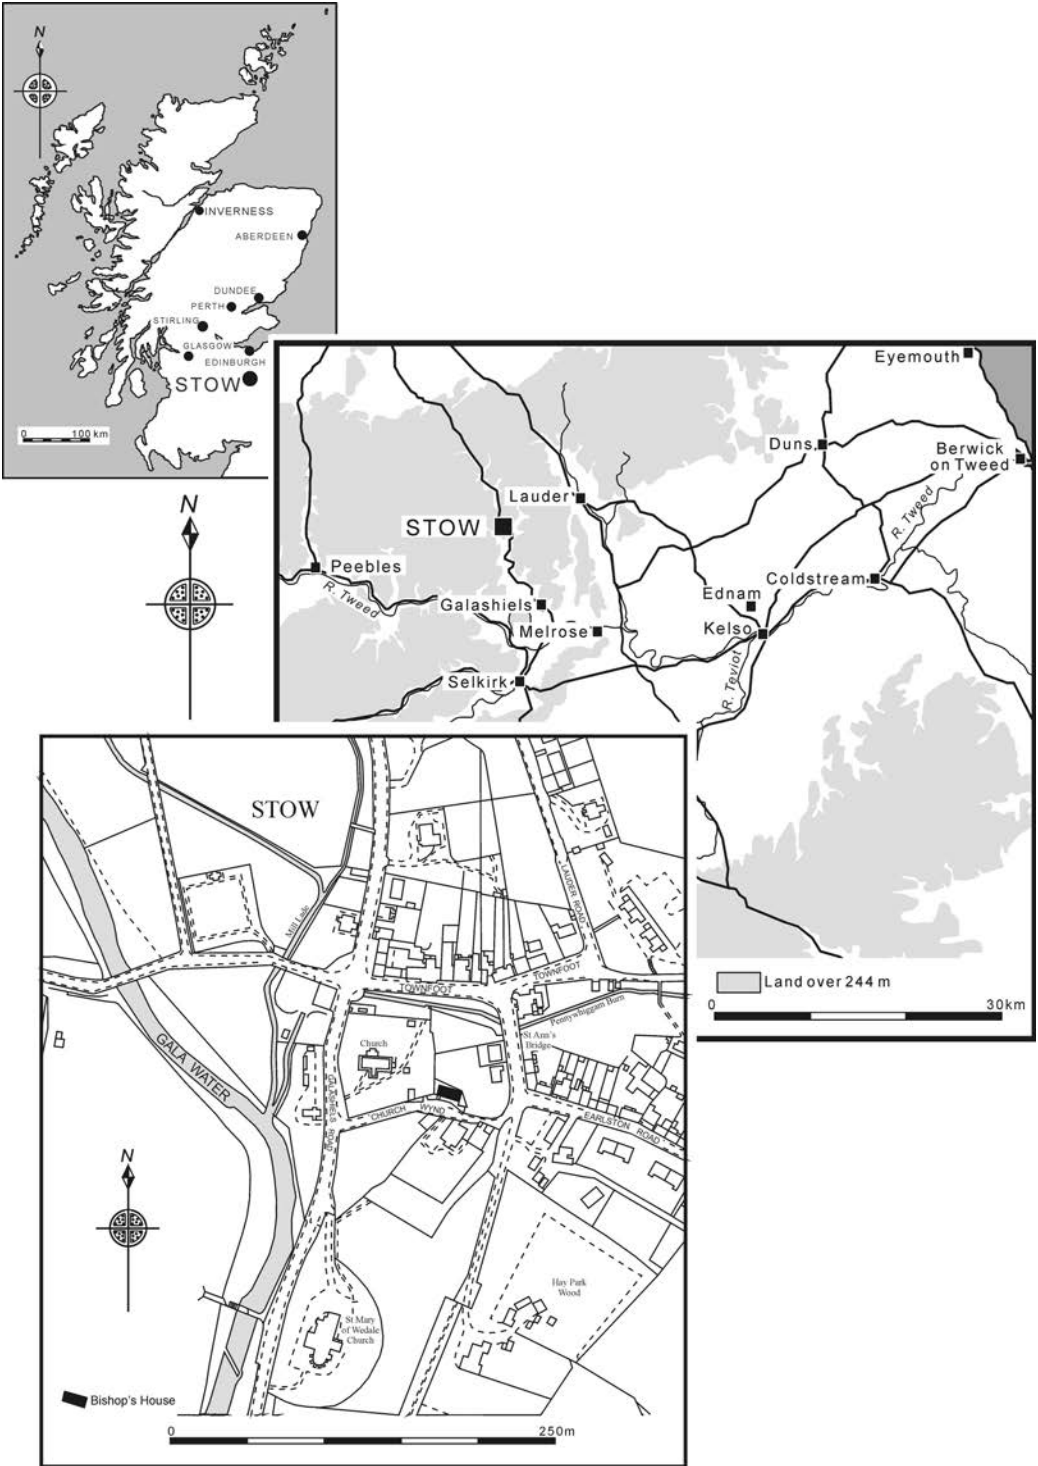 N
INVERNESS
ABERDEEN
DUNDEE
PERTH
STIRLING
GLASGOW
EDINBURGH
STOW
0 100 km
Eyemouth
Duns
Berwick
on Tweed
Lauder
R. Tweed
STOW
Peebles
Coldstream
R. Tweed
Ednam
Galashiels
Kelso
Melrose
R. Teviot
Selkirk
Land over 244 m
0 30km
N
STOW
LAUDER ROAD
Mill Lade
TOWNFOOT
TOWNFOOT
Pennywhiggam Burn
St Ann's
Bridge
Church
GALA WATER
GALASHIELS ROAD
CHURCH WYND
EARLSTON ROAD
N
Hay Park
Wood
St Mary
of Wedale
Church
Bishop's House
0 250m